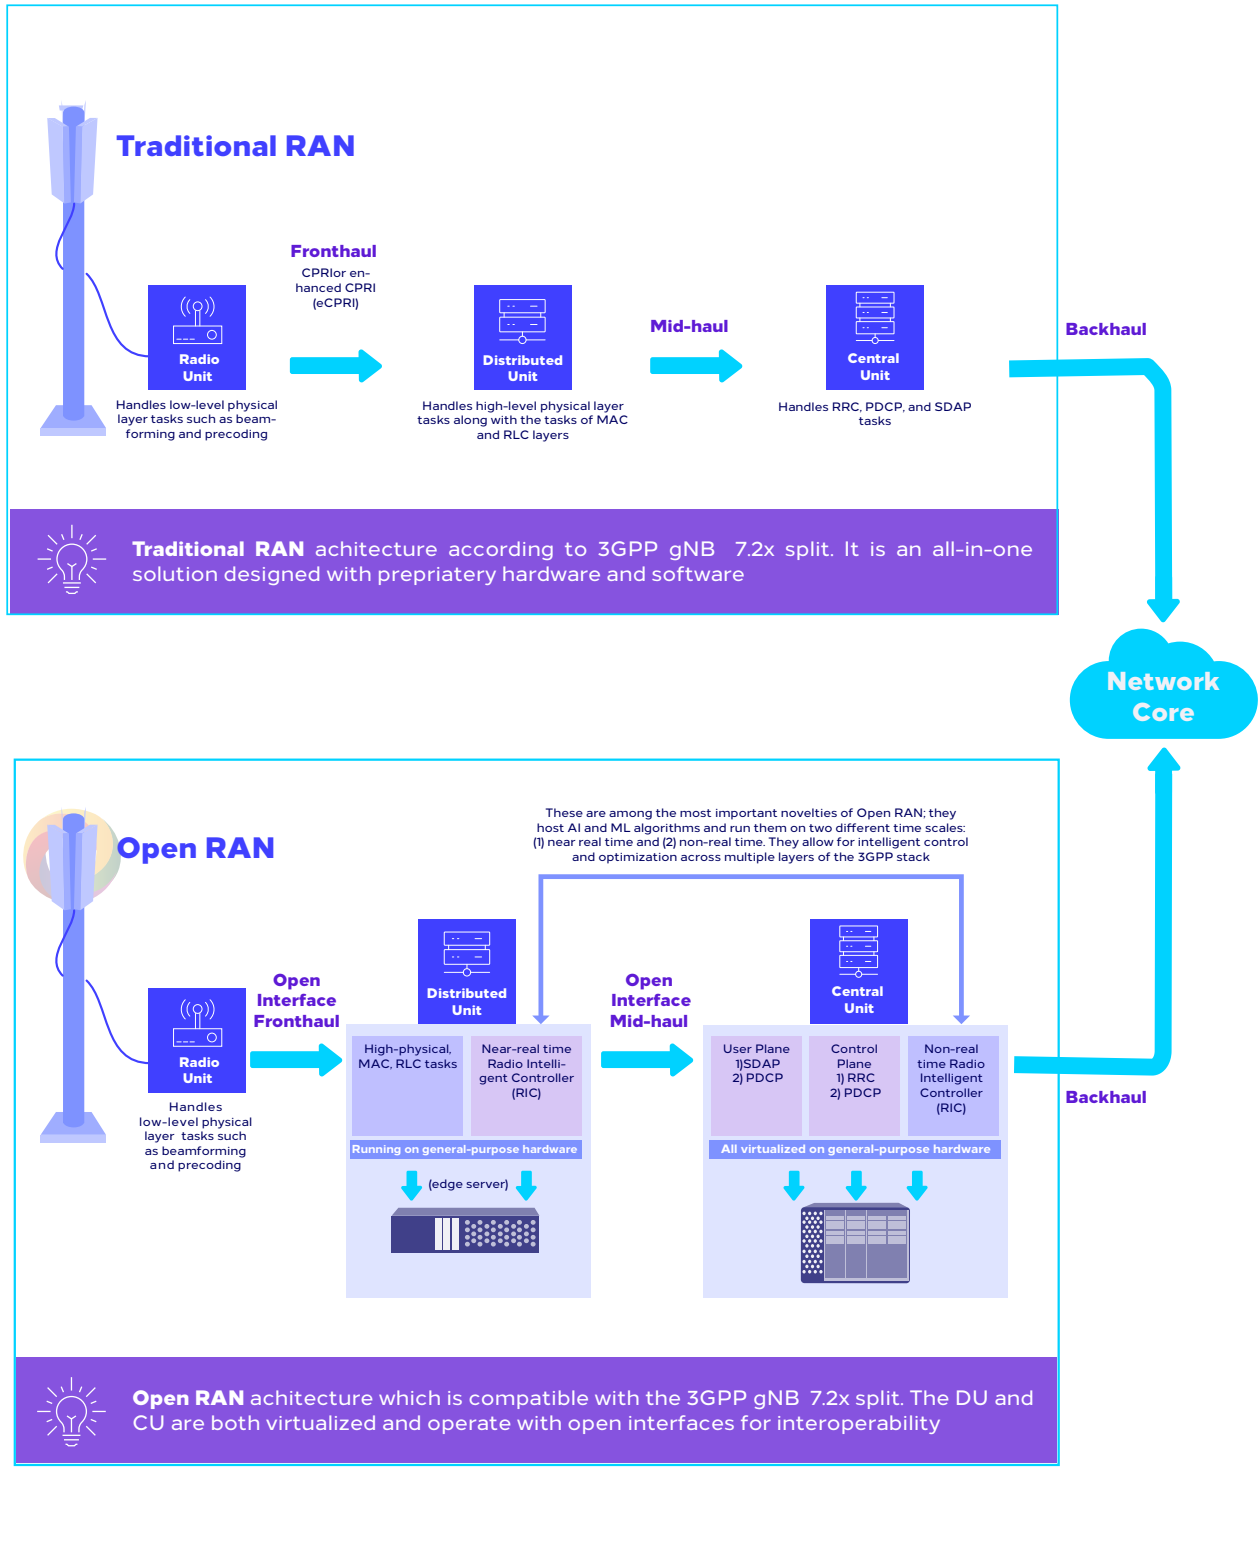 Traditional RAN
Fronthaul
CPRIor en-
hanced CPRI
(eCPRI)
Radio
Unit
Handles low-level physical
layer tasks such as beam-
forming and precoding
Distributed
Unit
Handles high-level physical layer
tasks along with the tasks of MAC
and RLC layers
Mid-haul
Central
Unit
Handles RRC, PDCP, and SDAP
tasks
Backhaul
Traditional RAN achitecture according to 3GPP gNB 7.2x split. It is an all-in-one
solution designed with prepriatery hardware and software
Network
Core
Open RAN
These are among the most important novelties of Open RAN; they
host AI and ML algorithms and run them on two different time scales:
(1) near real time and (2) non-real time. They allow for intelligent control
and optimization across multiple layers of the 3GPP stack
Radio
Unit
Handles
low-level physical
layer tasks such
as beamforming
and precoding
Open
Interface
Fronthaul
Distributed
Unit
High-physical,
MAC, RLC tasks
Near-real time
Radio Intelli-
gent Controller
(RIC)
Running on general-purpose hardware
(edge server)
Open
Interface
Mid-haul
Central
Unit
User Plane
1)SDAP
2) PDCP
Control
Plane
1) RRC
2) PDCP
Non-real
time Radio
Intelligent
Controller
(RIC)
All virtualized on general-purpose hardware
Backhaul
Open RAN achitecture which is compatible with the 3GPP gNB 7.2x split. The DU and
CU are both virtualized and operate with open interfaces for interoperability